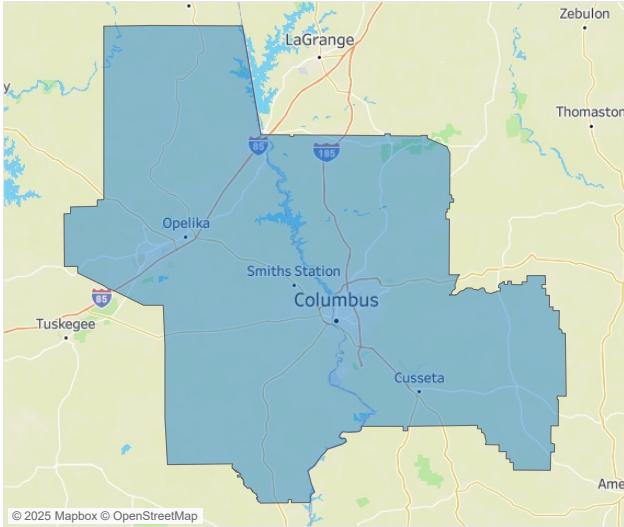 Zebulon
LaGrange
y
Thomaston
85
185
Opelika
Smiths Station
85
Columbus
Tuskegee
Cusseta
Ame
© 2025 Mapbox © OpenStreetMap